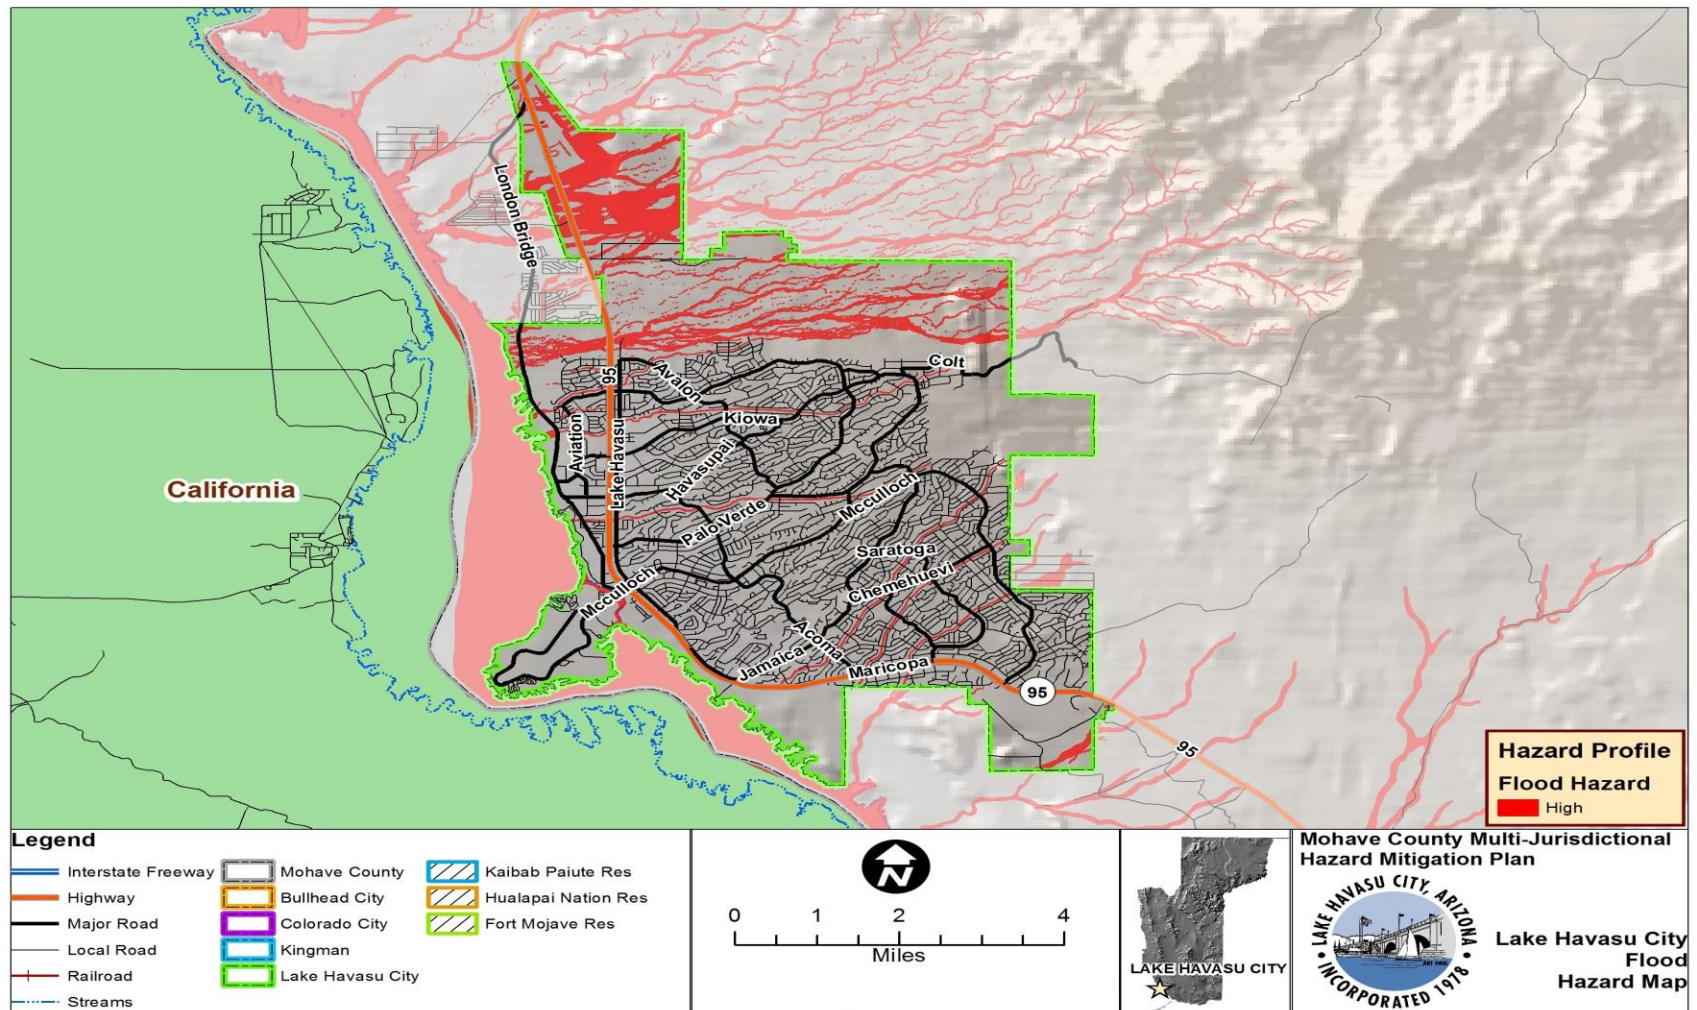 London Bridge
95
Avalon
Colt
Kiowa
Aviation
Lake Havasu
Havasupai
Palo Verde
Mcculloch
Saratoga
Chemehuevi
Mcculloch
Acoma
Jamaica
Maricopa
95
95
California
Hazard Profile
Flood Hazard
High
Legend
Interstate Freeway
Highway
Major Road
Local Road
Railroad
Streams
Mohave County
Bullhead City
Colorado City
Kingman
Lake Havasu City
Kaibab Paiute Res
Hualapai Nation Res
Fort Mojave Res
N
0 1 2 4
Miles
LAKE HAVASU CITY
Mohave County Multi-Jurisdictional
Hazard Mitigation Plan
LAKE HAVASU CITY, ARIZONA
• INCORPORATED 1978 •
Lake Havasu City
Flood
Hazard Map